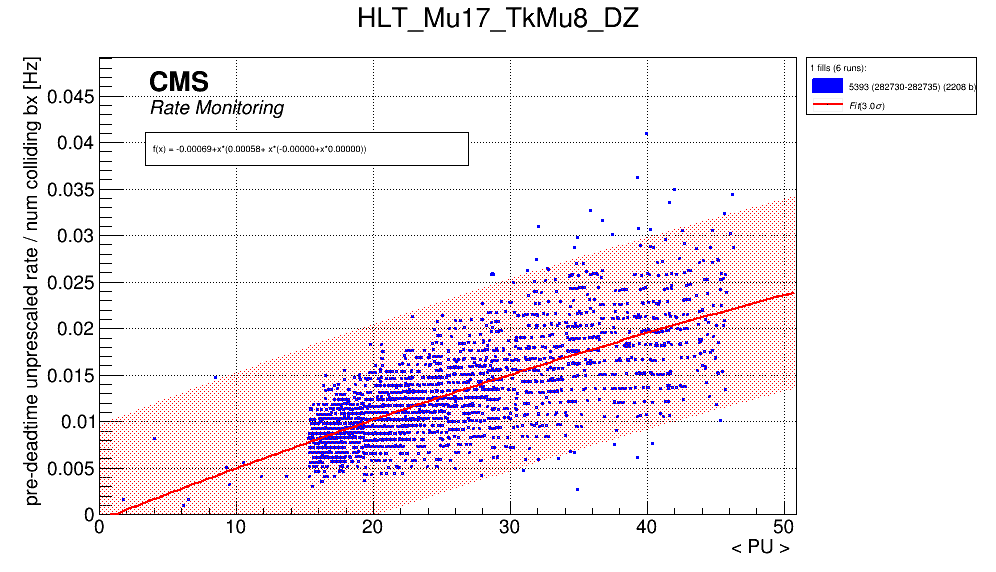 HLT_Mu17_TkMu8_DZ
pre-deadtime unprescaled rate / num colliding bx [Hz]
CMS
Rate Monitoring
f(x) = -0.00069+x*(0.00058+ x*(-0.00000+x*0.00000))
0.045
0.04
0.035
0.03
0.025
0.02
0.015
0.01
0.005
0
0 10 20 30 40 50
< PU >
1 fills (6 runs):
5393 (282730-282735) (2208 b)
Fit(3.0σ)